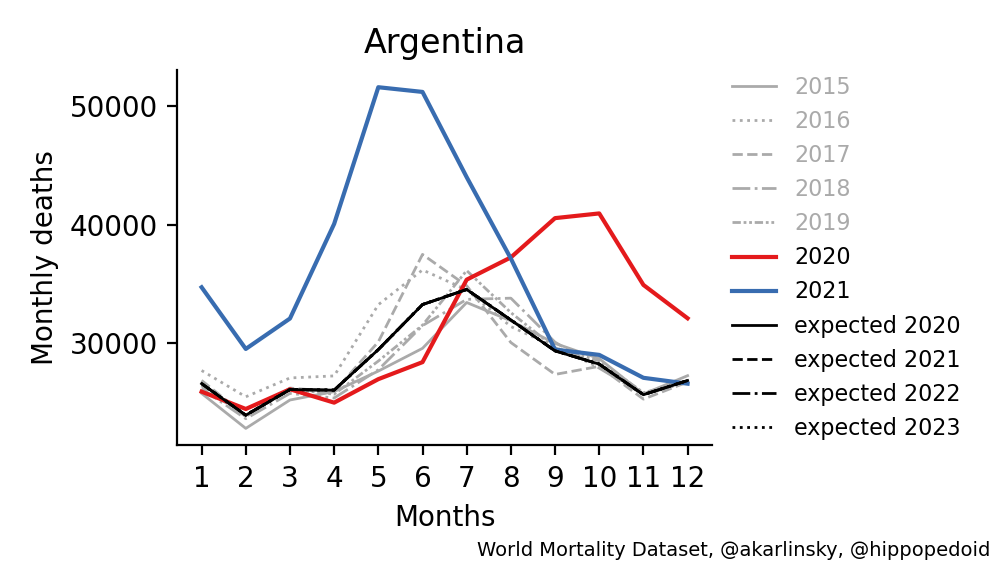 Argentina
Monthly deaths
50000
40000
30000
1 2 3 4 5 6 7 8 9 10 11 12
Months
2015
2016
2017
2018
2019
2020
2021
expected 2020
expected 2021
expected 2022
expected 2023
World Mortality Dataset, @akarlinsky, @hippopedoid